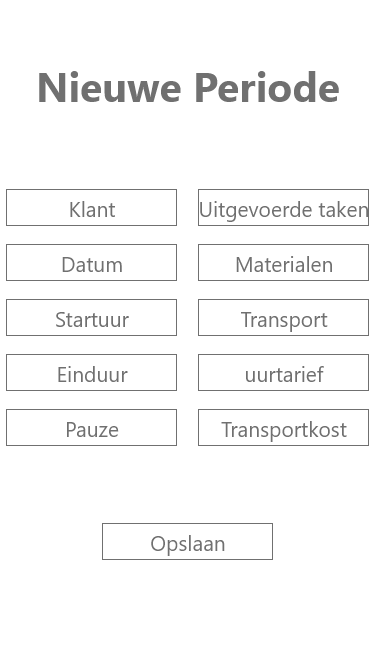 Nieuwe Periode
Klant
Uitgevoerde taken
Datum
Materialen
Startuur
Transport
Einduur
uurtarief
Pauze
Transportkost
Opslaan